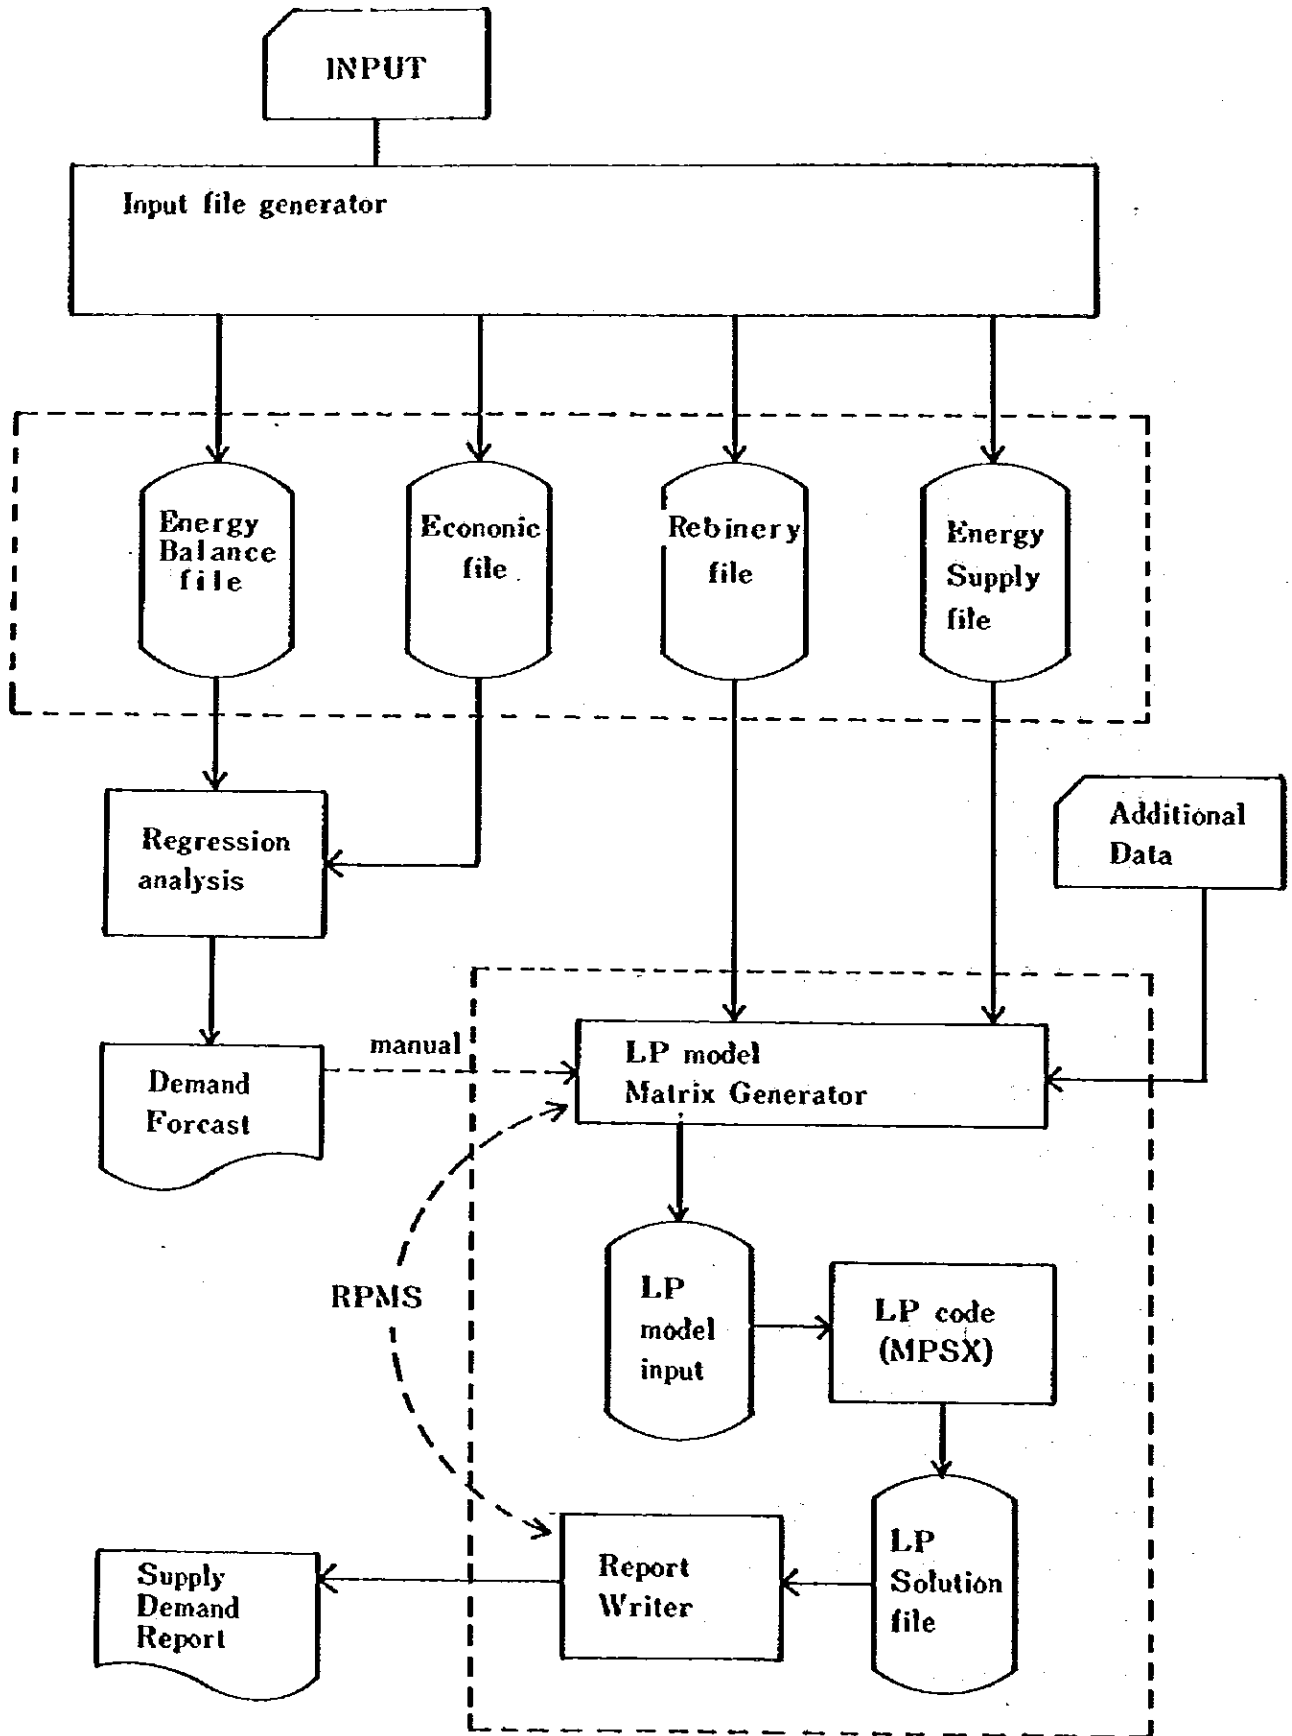 INPUT
Input file generator
Energy
Balance
file
Econonic
file
Rebinery
file
Energy
Supply
file
Regression
analysis
Additional
Data
manual
Demand
Forcast
LP model
Matrix Generator
RPMS
LP
model
input
LP code
(MPSX)
LP
Solution
file
Report
Writer
Supply
Demand
Report